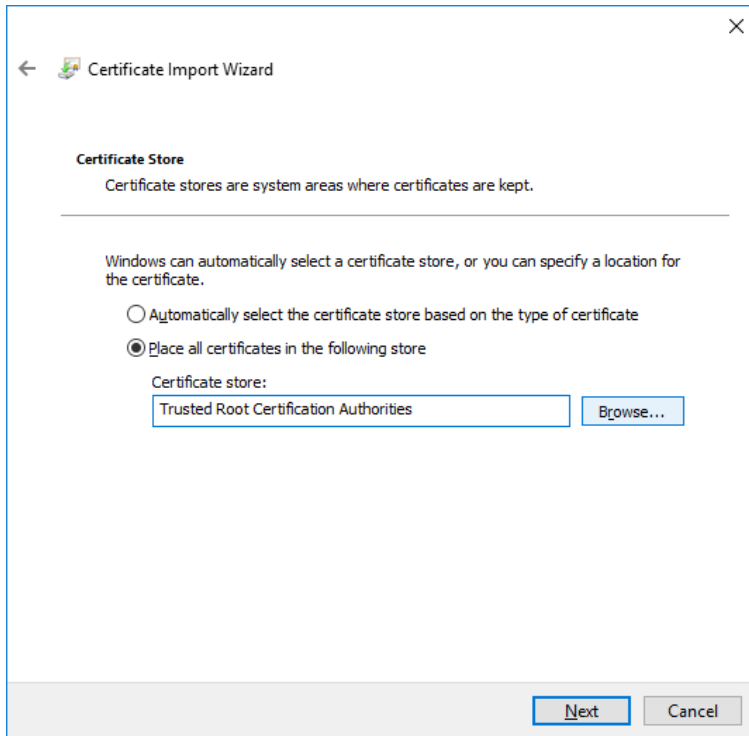 Certificate Import Wizard
Certificate Store
Certificate stores are system areas where certificates are kept.
Windows can automatically select a certificate store, or you can specify a location for
the certificate.
Automatically select the certificate store based on the type of certificate
Place all certificates in the following store
Certificate store:
Trusted Root Certification Authorities
Browse...
Next
Cancel